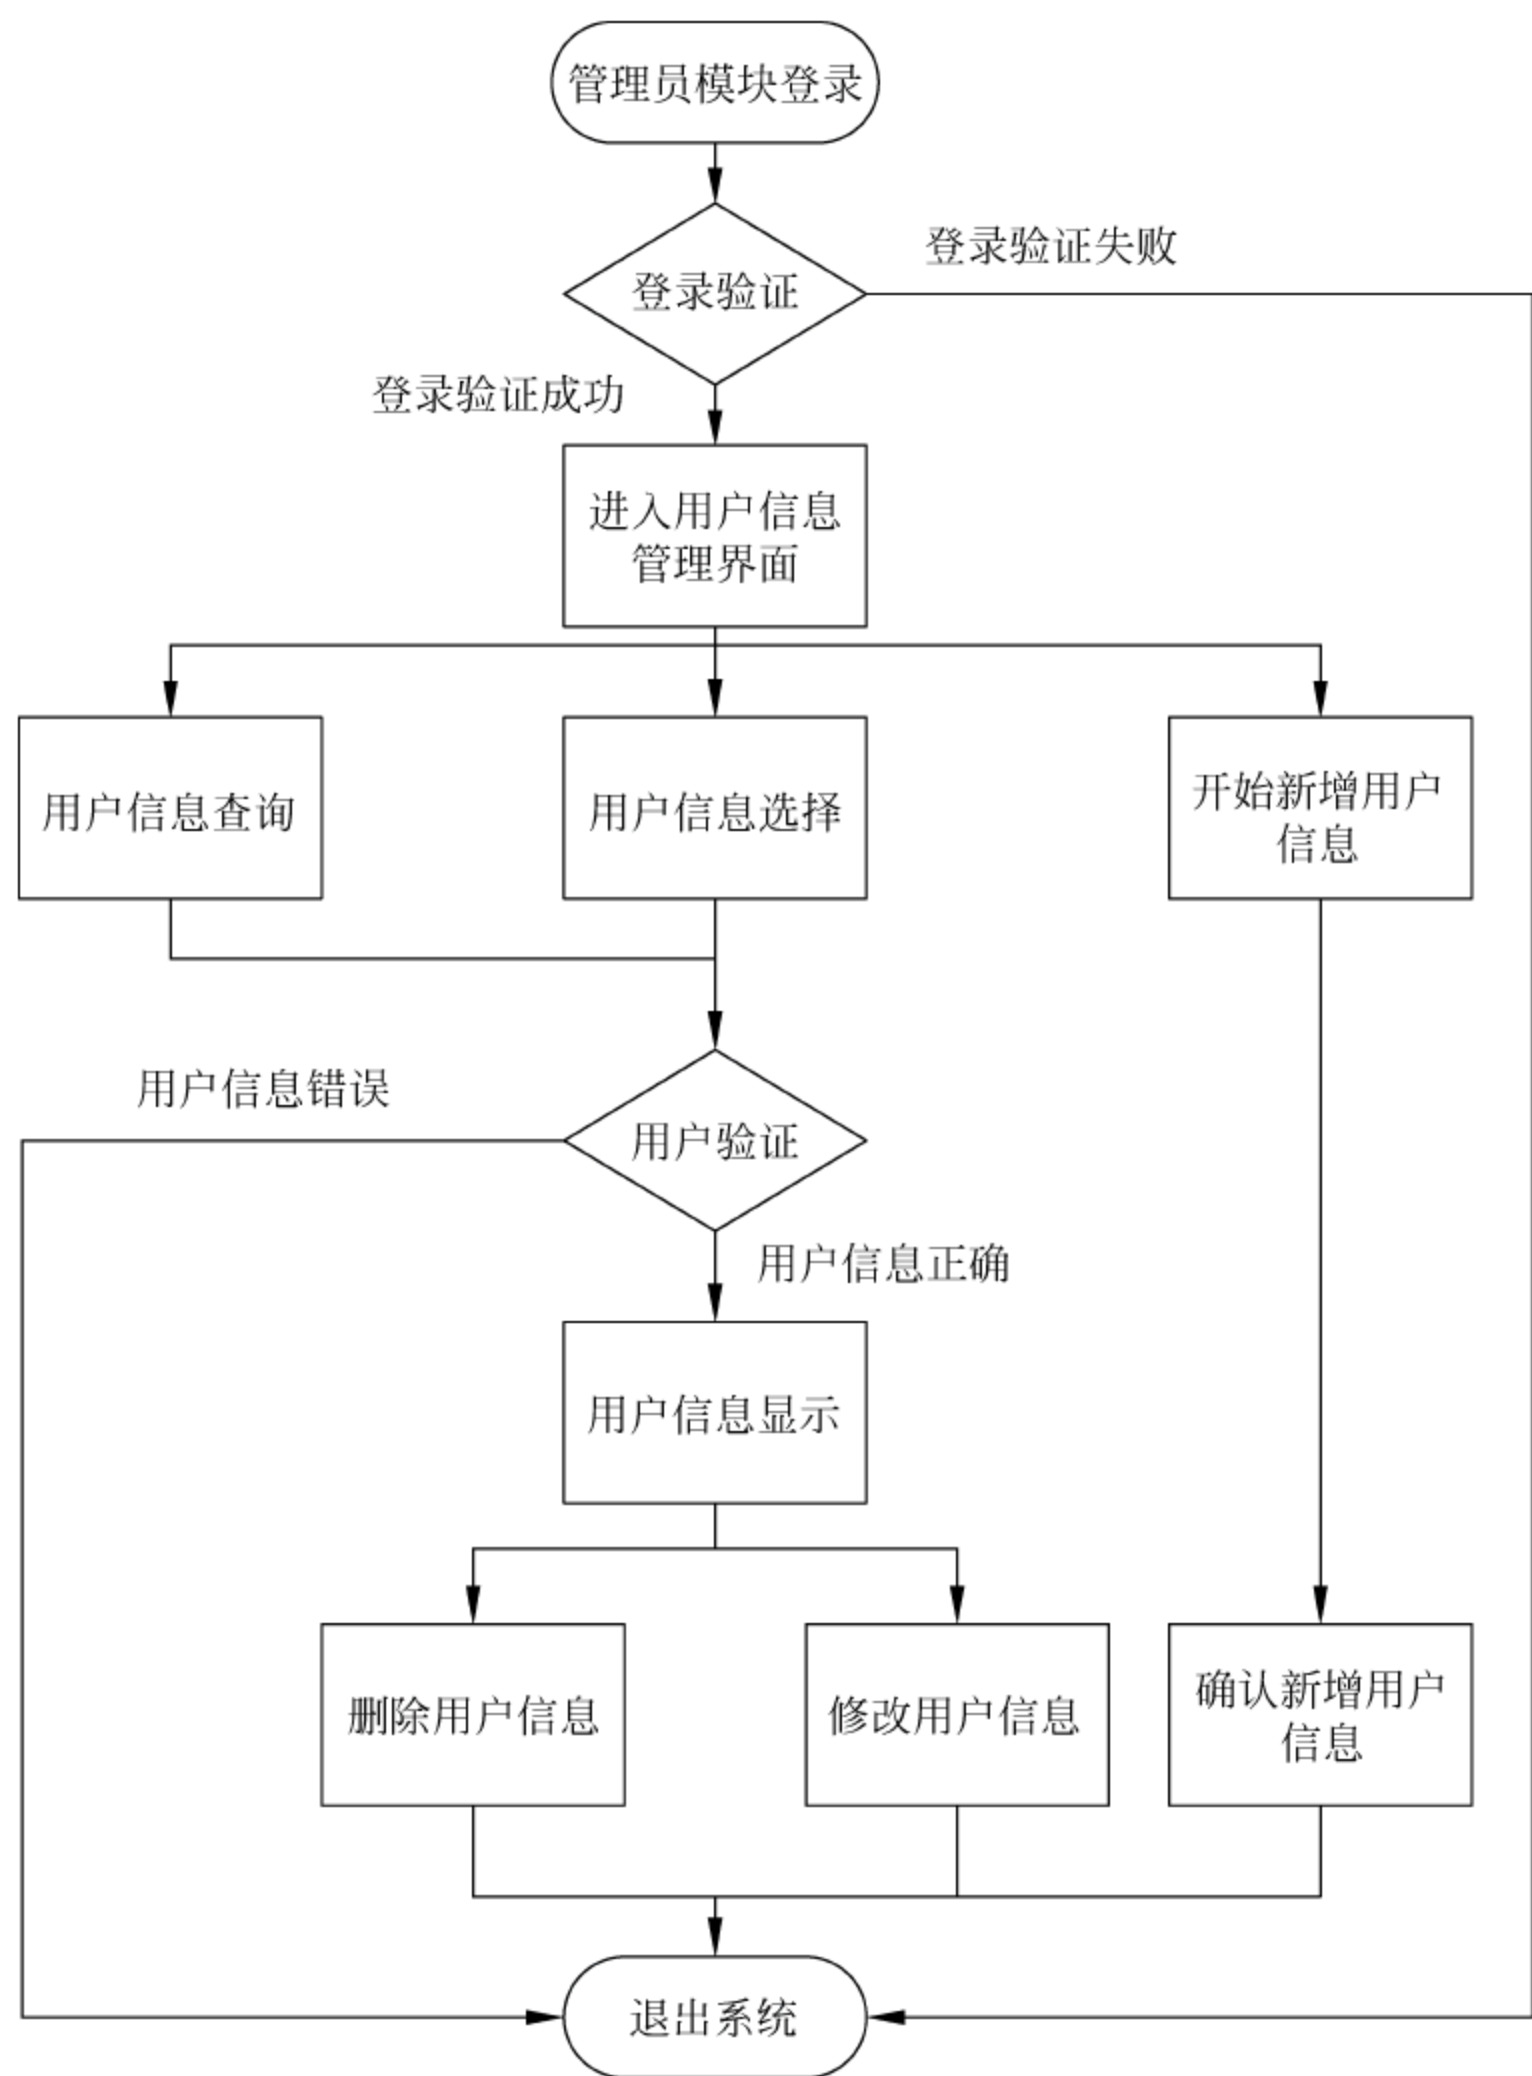 管理员模块登录
登录验证失败
登录验证
登录验证成功
进入用户信息
管理界面
用户信息查询
用户信息选择
开始新增用户
信息
用户信息错误
用户验证
用户信息正确
用户信息显示
删除用户信息
修改用户信息
确认新增用户
信息
退出系统